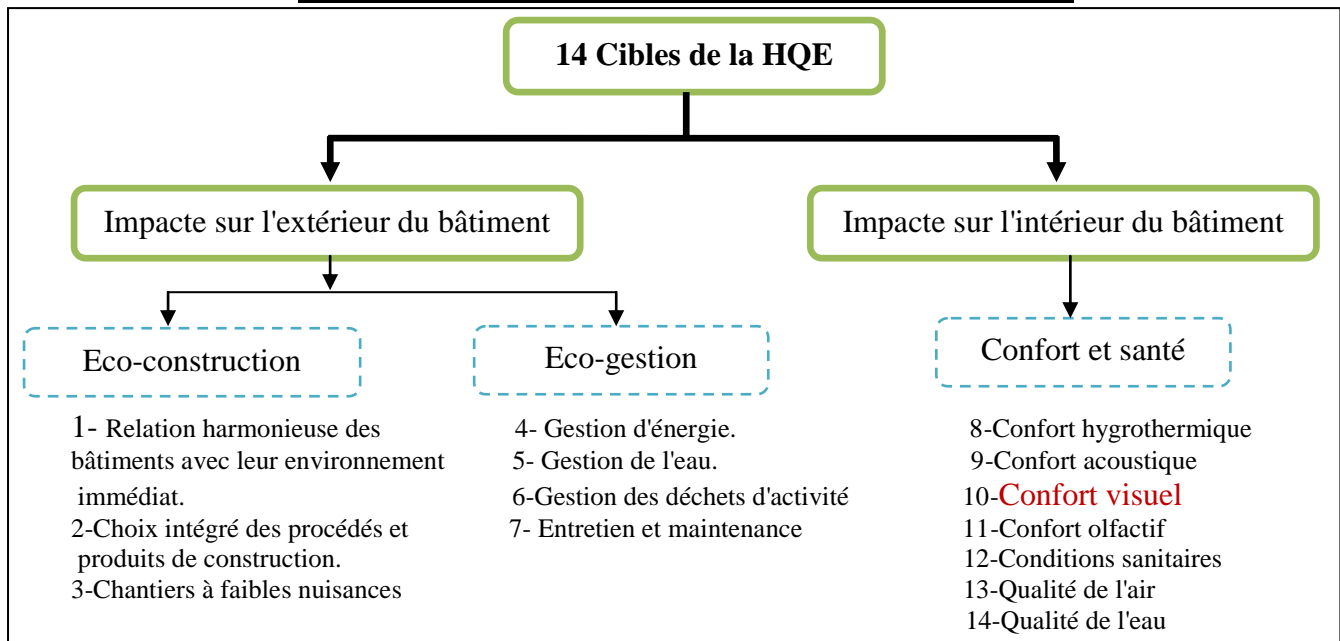 14 Cibles de la HQE
Impacte sur l'extérieur du bâtiment
Impacte sur l'intérieur du bâtiment
Eco-construction
1- Relation harmonieuse des
bâtiments avec leur environnement
immédiat.
2-Choix intégré des procédés et
produits de construction.
3-Chantiers à faibles nuisances
Eco-gestion
4- Gestion d'énergie.
5- Gestion de l'eau.
6-Gestion des déchets d'activité
7- Entretien et maintenance
Confort et santé
8-Confort hygrothermique
9-Confort acoustique
10-Confort visuel
11-Confort olfactif
12-Conditions sanitaires
13-Qualité de l'air
14-Qualité de l'eau